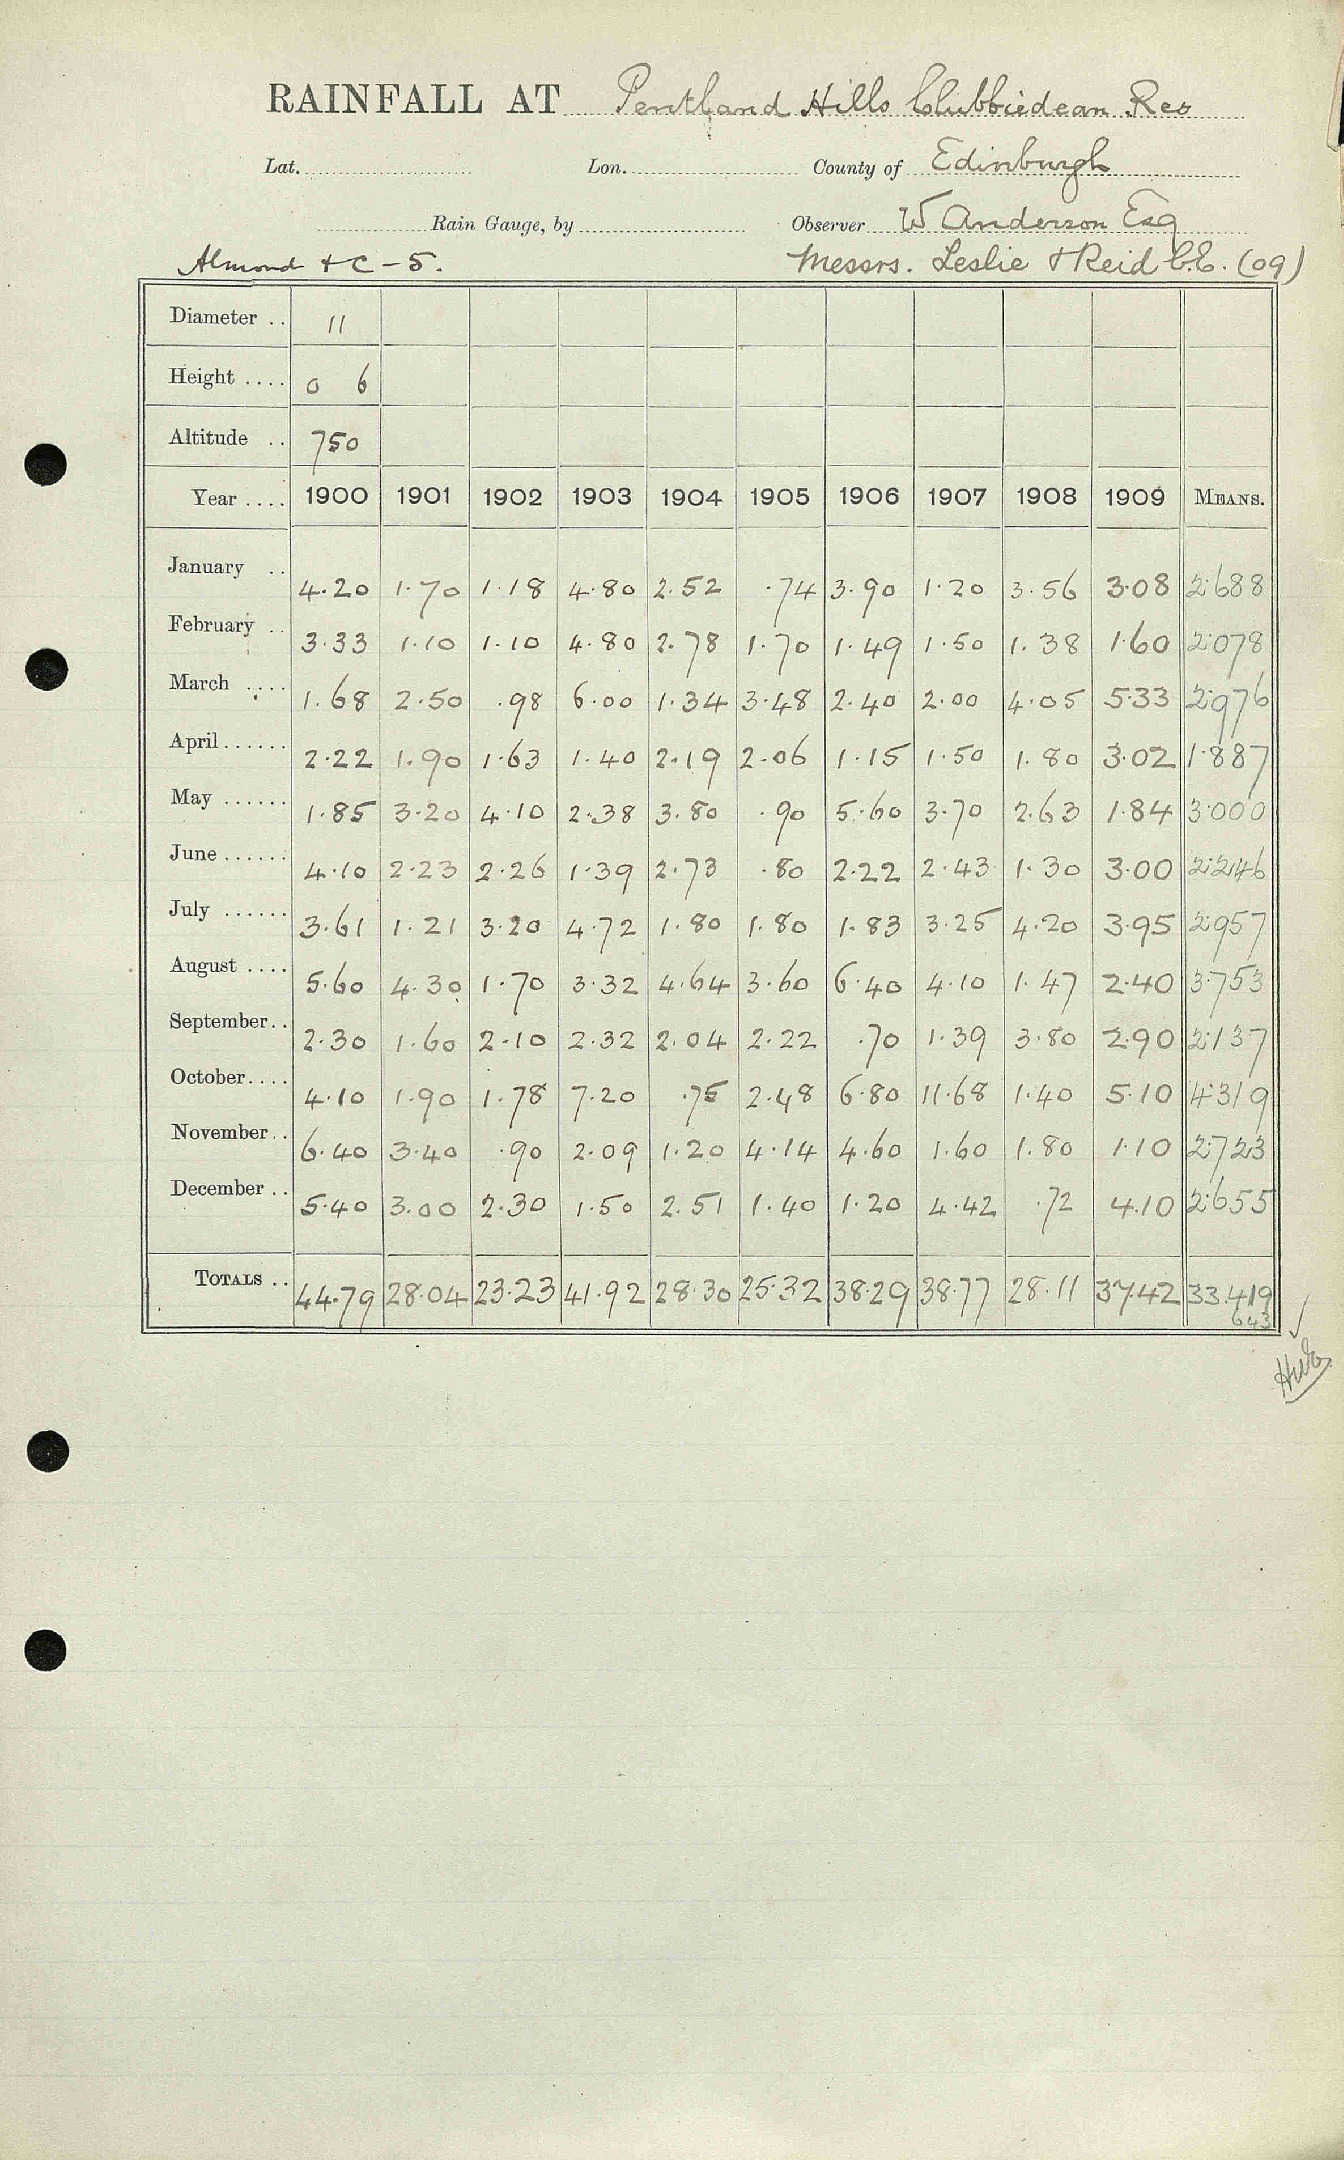 RAINFALL AT Pentland Hills Clubbiedean Res
Lat. Lon. County of Edinburgh
Rain Gauge, by Observer W Anderson Esq
Almond + C - 5. Messrs. Leslie & Reid C.E. (09)
Diameter .. 11
Height .... 0 6
Altitude .. 750
Year .... 1900 1901 1902 1903 1904 1905 1906 1907 1908 1909 MEANS.
January .. 4.20 1.70 1.18 4.80 2.52 .74 3.90 1.20 3.56 3.08 2.688
February .. 3.33 1.10 1.10 4.80 2.78 1.70 1.49 1.50 1.38 1.60 2.078
March .... 1.68 2.50 .98 6.00 1.34 3.48 2.40 2.00 4.05 5.33 2.976
April...... 2.22 1.90 1.63 1.40 2.19 2.06 1.15 1.50 1.80 3.02 1.887
May ...... 1.85 3.20 4.10 2.38 3.80 .90 5.60 3.70 2.63 1.84 3.000
June...... 4.10 2.23 2.26 1.39 2.73 .80 2.22 2.43 1.30 3.00 2.246
July ...... 3.61 1.21 3.20 4.72 1.80 1.80 1.83 3.25 4.20 3.95 2.957
August .... 5.60 4.30 1.70 3.32 4.64 3.60 6.40 4.10 1.47 2.40 3.753
September.. 2.30 1.60 2.10 2.32 2.04 2.22 .70 1.39 3.80 2.90 2.137
October.... 4.10 1.90 1.78 7.20 .75 2.48 6.80 11.68 1.40 5.10 4.319
November.. 6.40 3.40 .90 2.09 1.20 4.14 4.60 1.60 1.80 1.10 2.723
December .. 5.40 3.00 2.30 1.50 2.51 1.40 1.20 4.42 .72 4.10 2.655
TOTALS .. 44.79 28.04 23.23 41.92 28.30 25.32 38.29 38.77 28.11 37.42 33.419
643